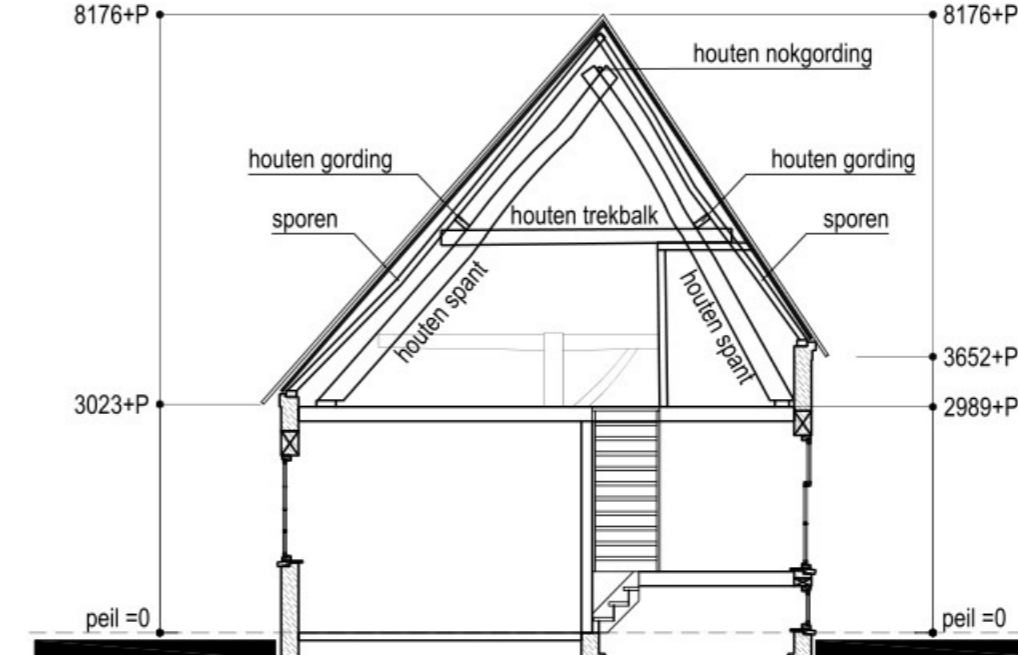 8176+P
8176+P
houten nokgording
houten gording
houten gording
sporen
houten trekbalk
sporen
houten spant
houten spant
3652+P
3023+P
2989+P
peil =0
peil =0